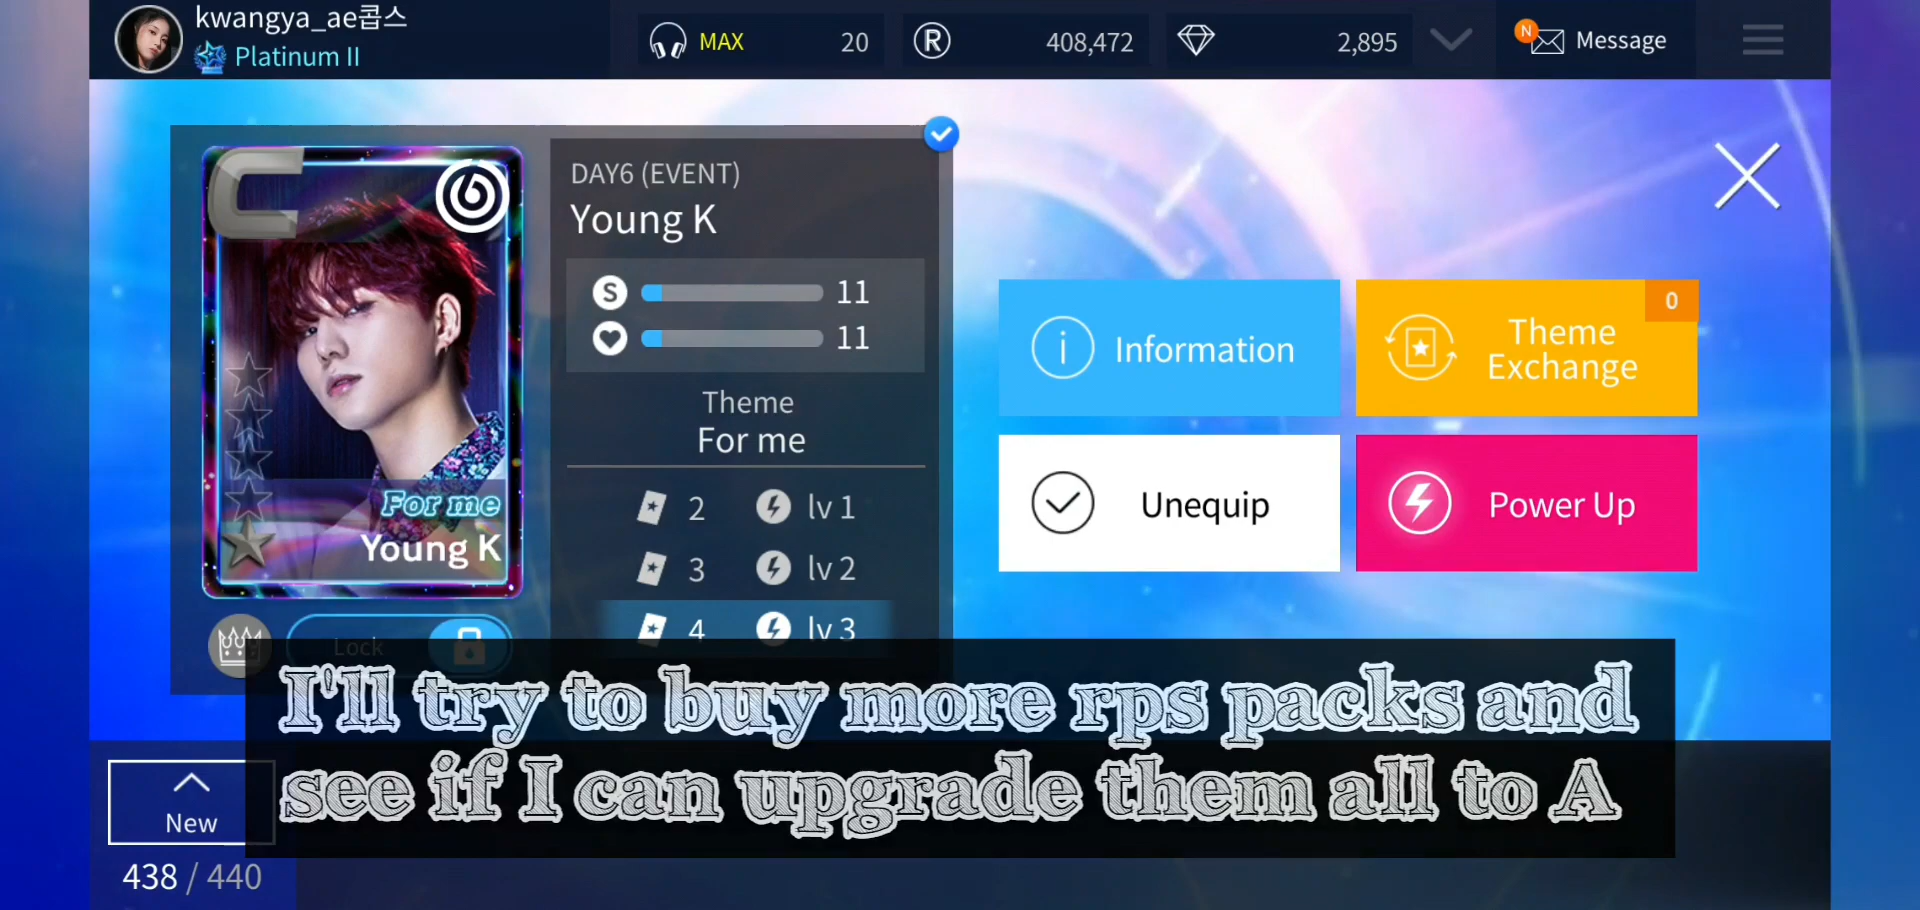 kwangya_ae콥스
Platinum II
MAX 20
R 408,472
2,895
N Message
C
DAY6 (EVENT)
Young K
S 11
11
Theme
For me
2 lv 1
3 lv 2
4 lv 3
For me
Young K
Lock
Information
Theme
Exchange
0
Unequip
Power Up
I'll try to buy more rps packs and
see if I can upgrade them all to A
New
438 / 440